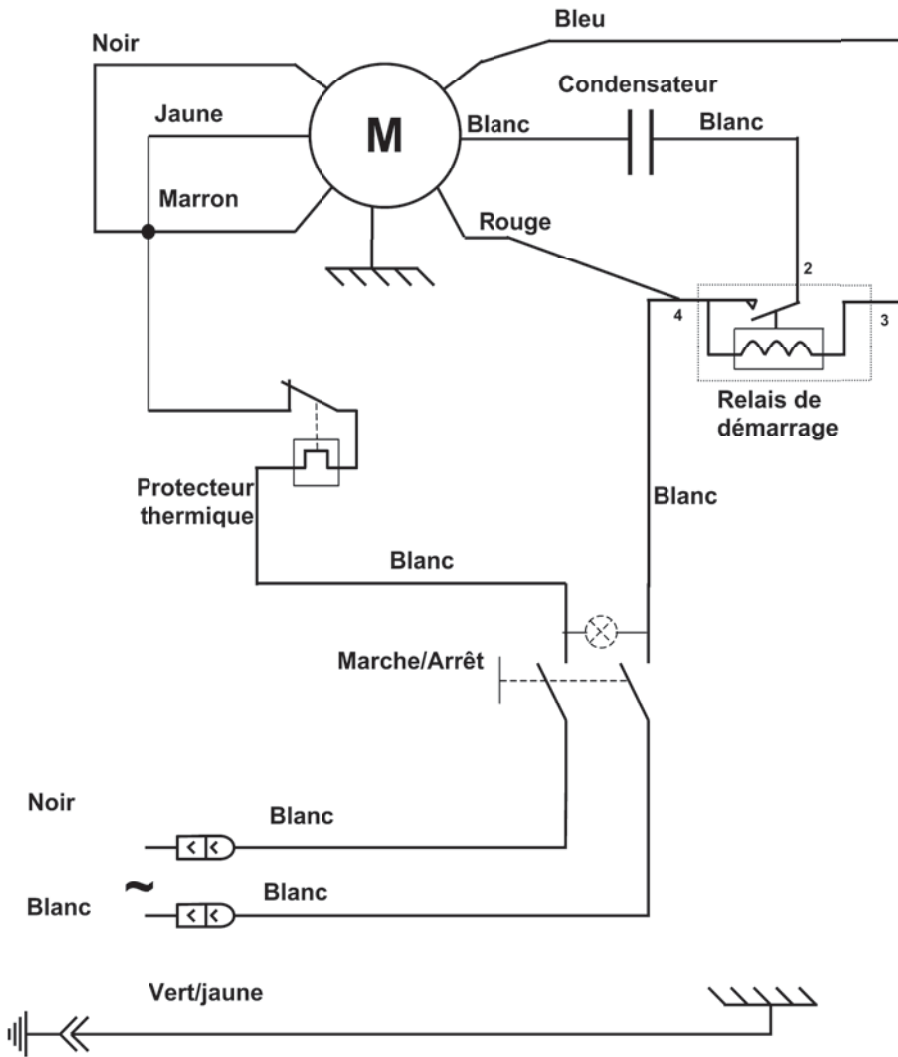 Bleu
Noir
Condensateur
Jaune
M
Blanc
Blanc
Marron
Rouge
2
4
3
Relais de
démarrage
Protecteur
thermique
Blanc
Blanc
Marche/Arrêt
Noir
Blanc
~
Blanc
Blanc
Vert/jaune